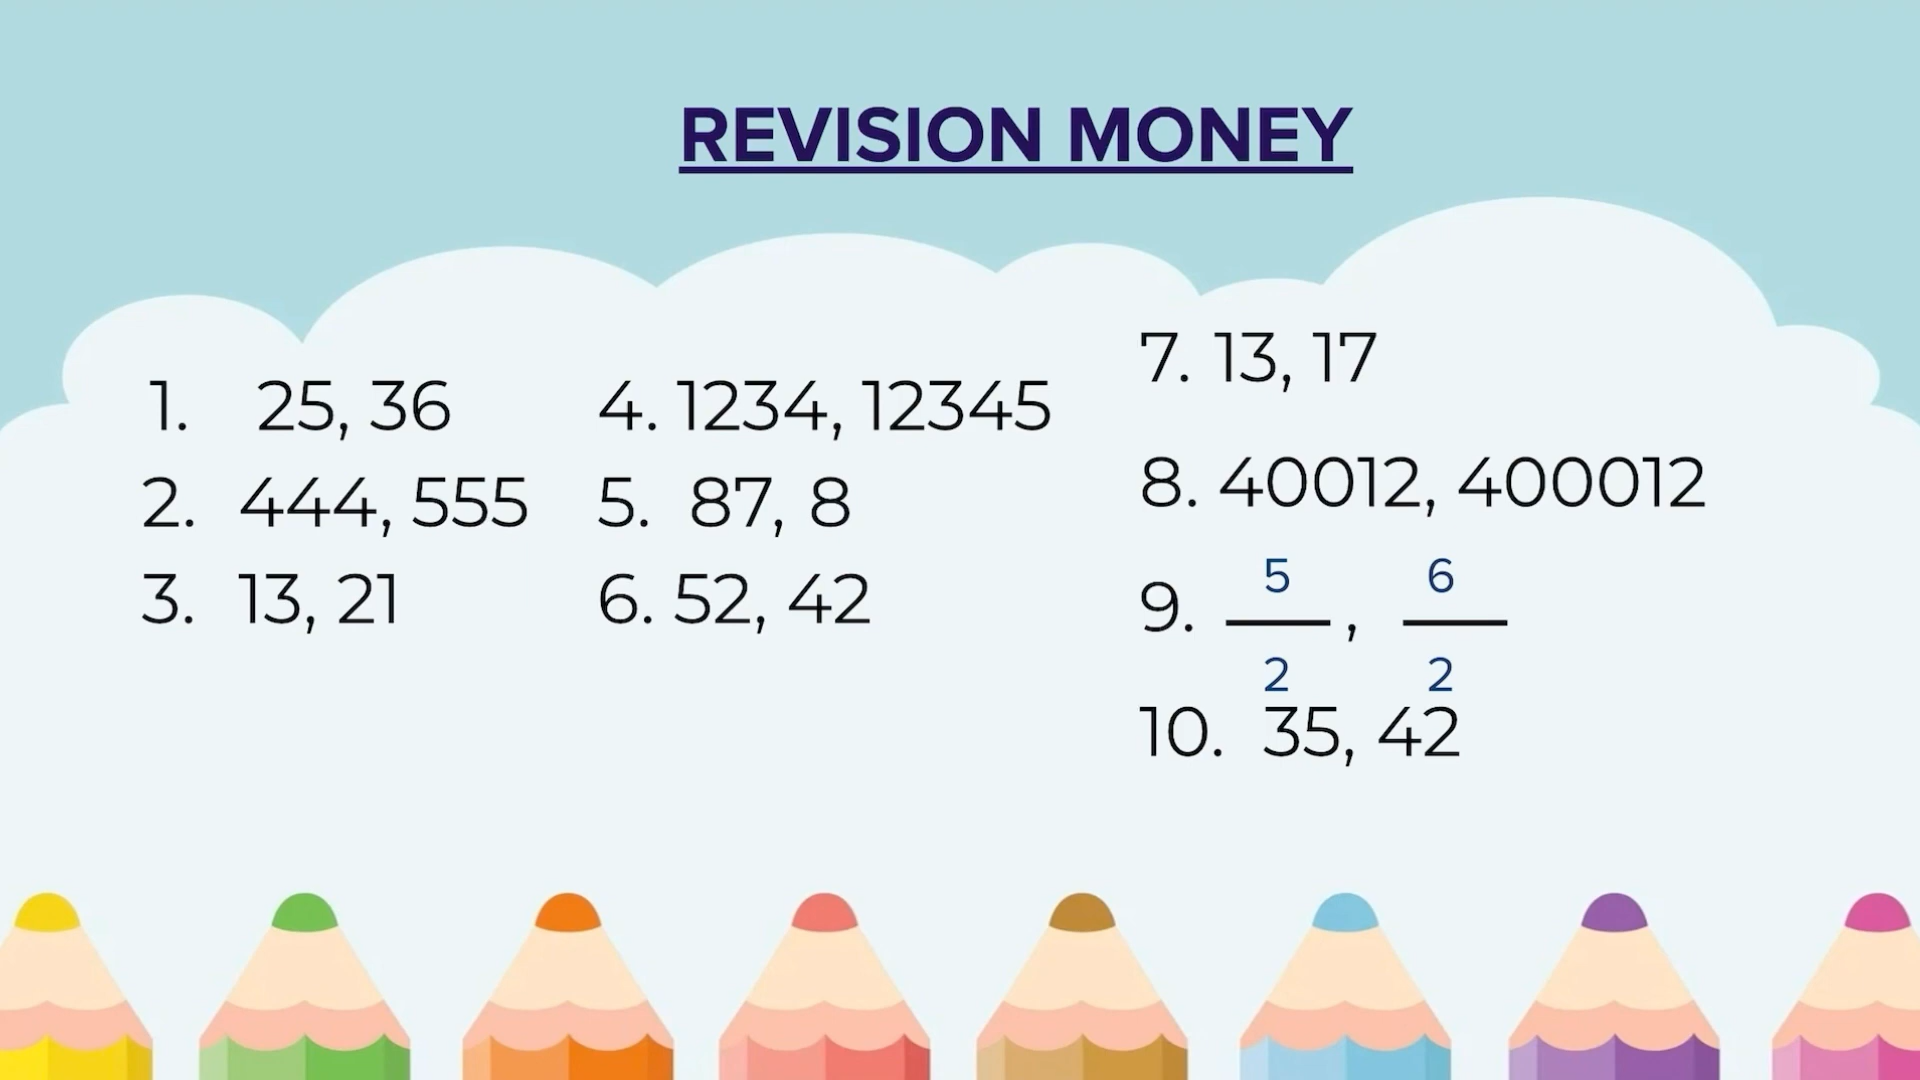 REVISION MONEY
1. 25, 36
2. 444, 555
3. 13, 21
4. 1234, 12345
5. 87, 8
6. 52, 42
7. 13, 17
8. 40012, 400012
9. 5/2, 6/2
10. 35, 42